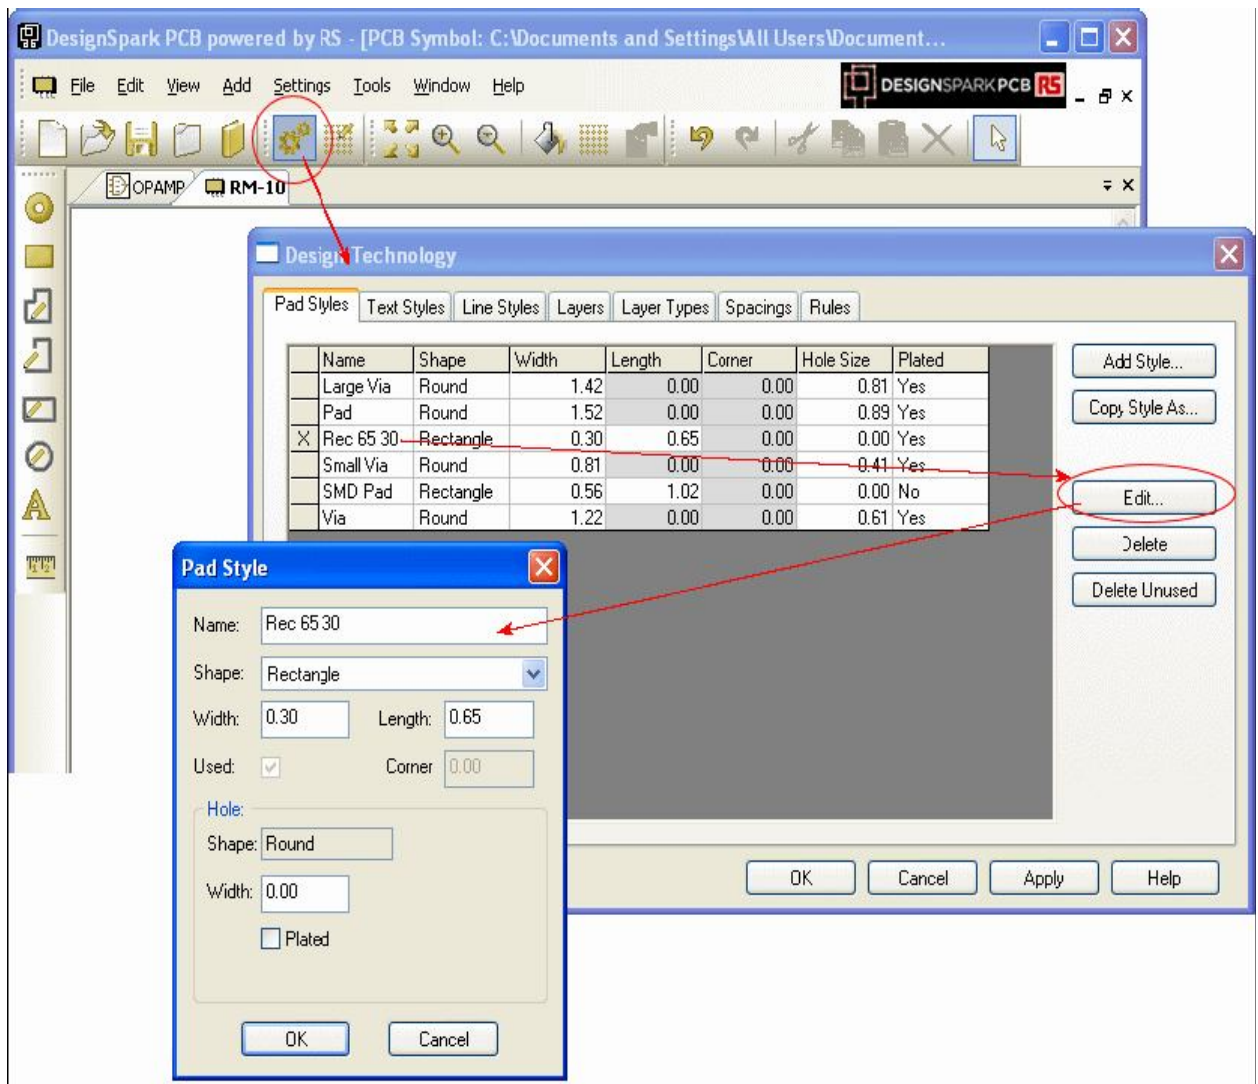 DesignSpark PCB powered by RS - [PCB Symbol: C:\Documents and Settings\All Users\Document...
File Edit View Add Settings Tools Window Help
DESIGNSPARK PCB RS
OPAMP RM-10
Design Technology
Pad Styles Text Styles Line Styles Layers Layer Types Spacings Rules
Name Shape Width Length Corner Hole Size Plated
Large Via Round 1.42 0.00 0.00 0.81 Yes
Pad Round 1.52 0.00 0.00 0.89 Yes
X Rec 65 30 Rectangle 0.30 0.65 0.00 0.00 Yes
Small Via Round 0.81 0.00 0.00 0.41 Yes
SMD Pad Rectangle 0.56 1.02 0.00 0.00 No
Via Round 1.22 0.00 0.00 0.61 Yes
Add Style...
Copy Style As...
Edit...
Delete
Delete Unused
OK Cancel Apply Help
Pad Style
Name: Rec 65 30
Shape: Rectangle
Width: 0.30 Length: 0.65
Used: Corner 0.00
Hole:
Shape: Round
Width: 0.00
Plated
OK Cancel